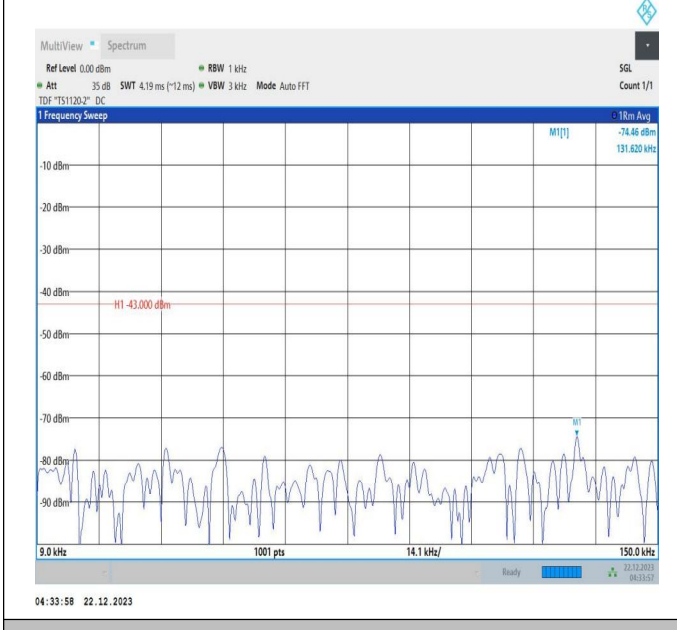 MultiView Spectrum
Ref Level 0.00 dBm RBW 1 kHz SGL
Att 35 dB SWT 4.19 ms (~12 ms) VBW 3 kHz Mode Auto FFT Count 1/1
TDF "TS1120-2" DC
1 Frequency Sweep 1Rm Avg
M1[1] -74.46 dBm
131.620 kHz
-10 dBm
-20 dBm
-30 dBm
-40 dBm
H1 -43.000 dBm
-50 dBm
-60 dBm
-70 dBm
M1
-80 dBm
-90 dBm
9.0 kHz 1001 pts 14.1 kHz/ 150.0 kHz
Ready 22.12.2023
04:33:57
04:33:58 22.12.2023